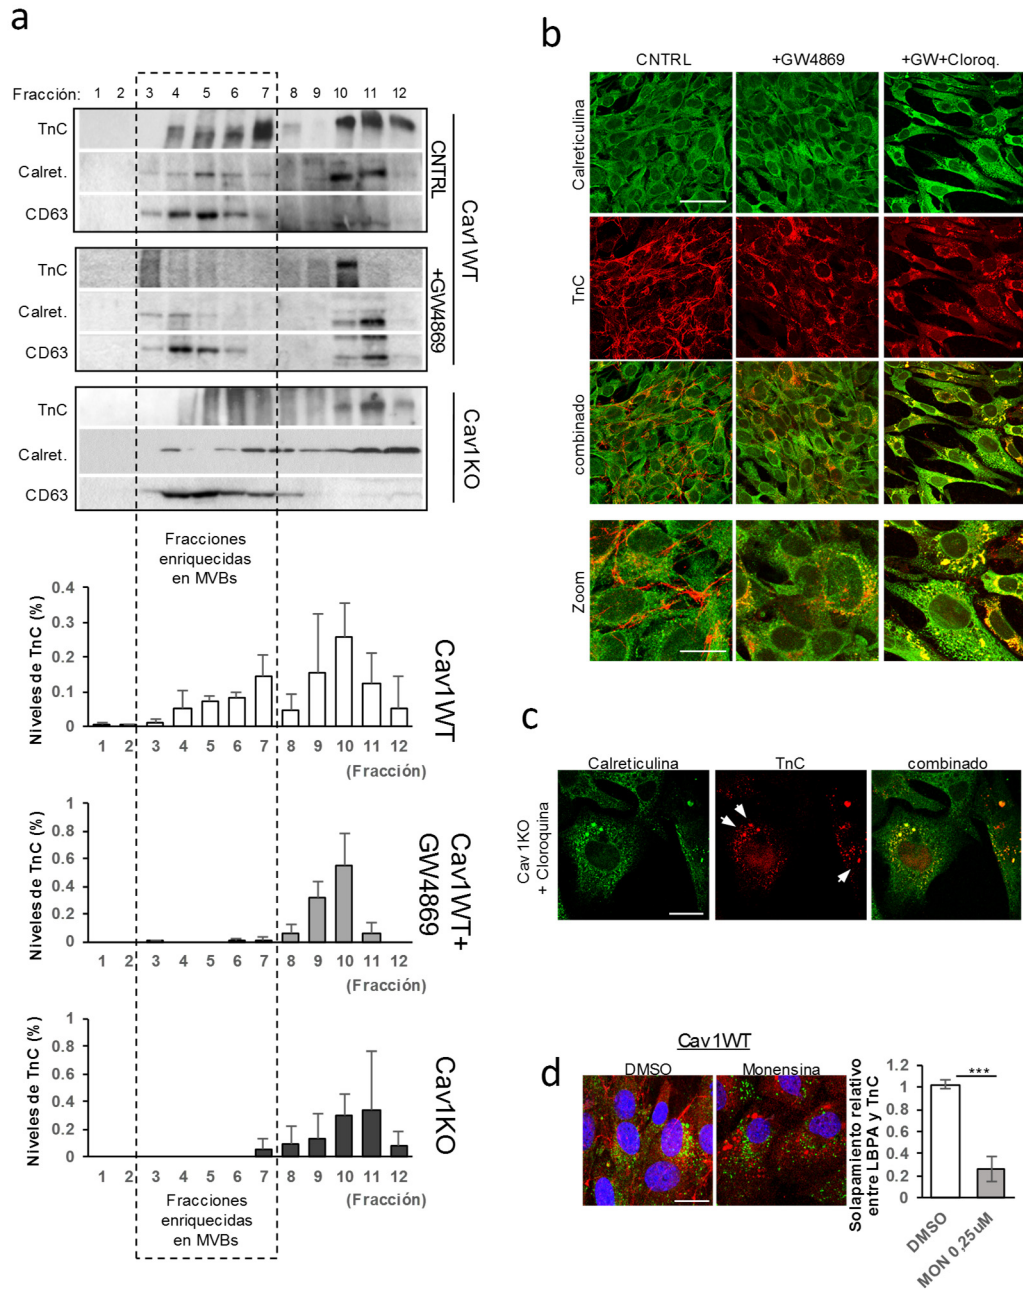 a
Fracción: 1 2 3 4 5 6 7 8 9 10 11 12
TnC
Calret.
CD63
CNTRL
TnC
Calret.
CD63
+GW4869
Cav1WT
TnC
Calret.
CD63
Cav1KO
Fracciones
enriquecidas
en MVBs
Niveles de TnC (%)
0.4
0.3
0.2
0.1
0
1 2 3 4 5 6 7 8 9 10 11 12
(Fracción)
Cav1WT
Niveles de TnC (%)
1
0.8
0.6
0.4
0.2
0
1 2 3 4 5 6 7 8 9 10 11 12
(Fracción)
Cav1WT+
GW4869
Niveles de TnC (%)
1
0.8
0.6
0.4
0.2
0
1 2 3 4 5 6 7 8 9 10 11 12
(Fracción)
Cav1KO
Fracciones
enriquecidas
en MVBs
b
CNTRL +GW4869 +GW+Cloroq.
Calreticulina
TnC
combinado
Zoom
c
Calreticulina TnC combinado
Cav1KO
+ Cloroquina
d
Cav1WT
DMSO Monensina
Solapamiento relativo
entre LBPA y TnC
1.2
1
0.8
0.6
0.4
0.2
0
***
DMSO
MON 0,25uM